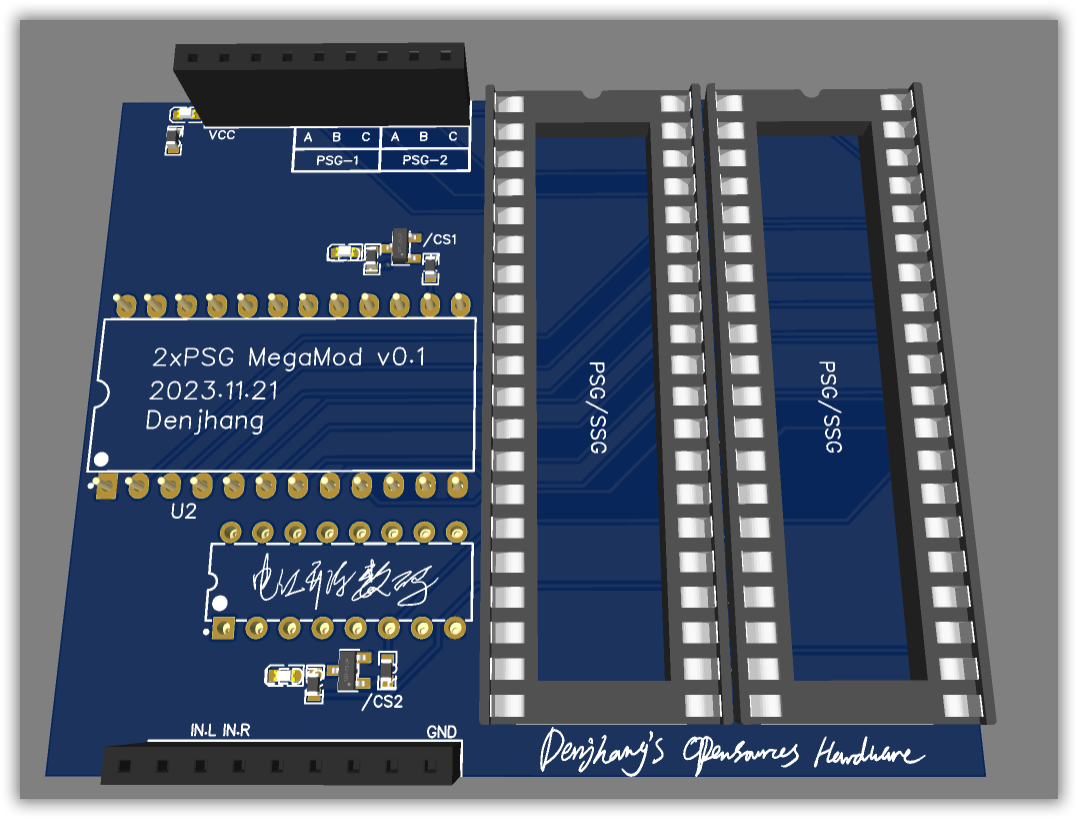 VCC
A B C A B C
PSG-1 PSG-2
/CS1
2xPSG MegaMod v0.1
2023.11.21
Denjhang
PSG/SSG
PSG/SSG
U2
/CS2
IN.L IN.R
GND
Denjhang's Opensources Hardware